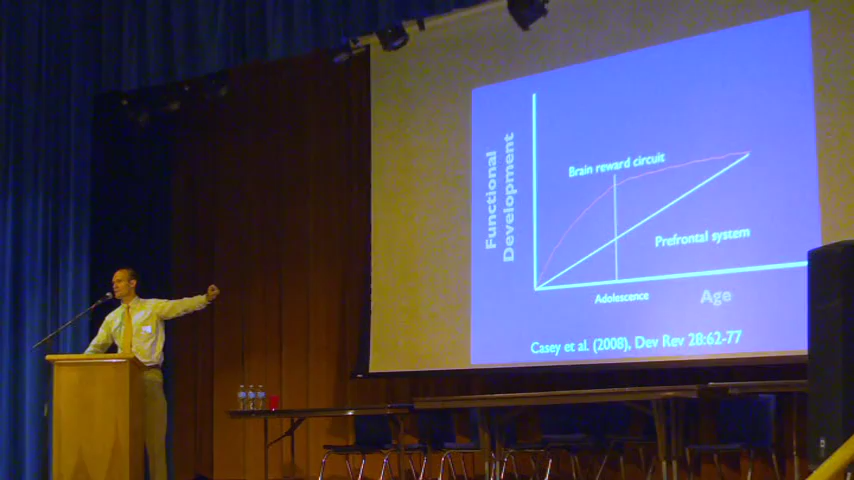 Functional
Development
Brain reward circuit
Prefrontal system
Adolescence
Age
Casey et al. (2008), Dev Rev 28:62-77